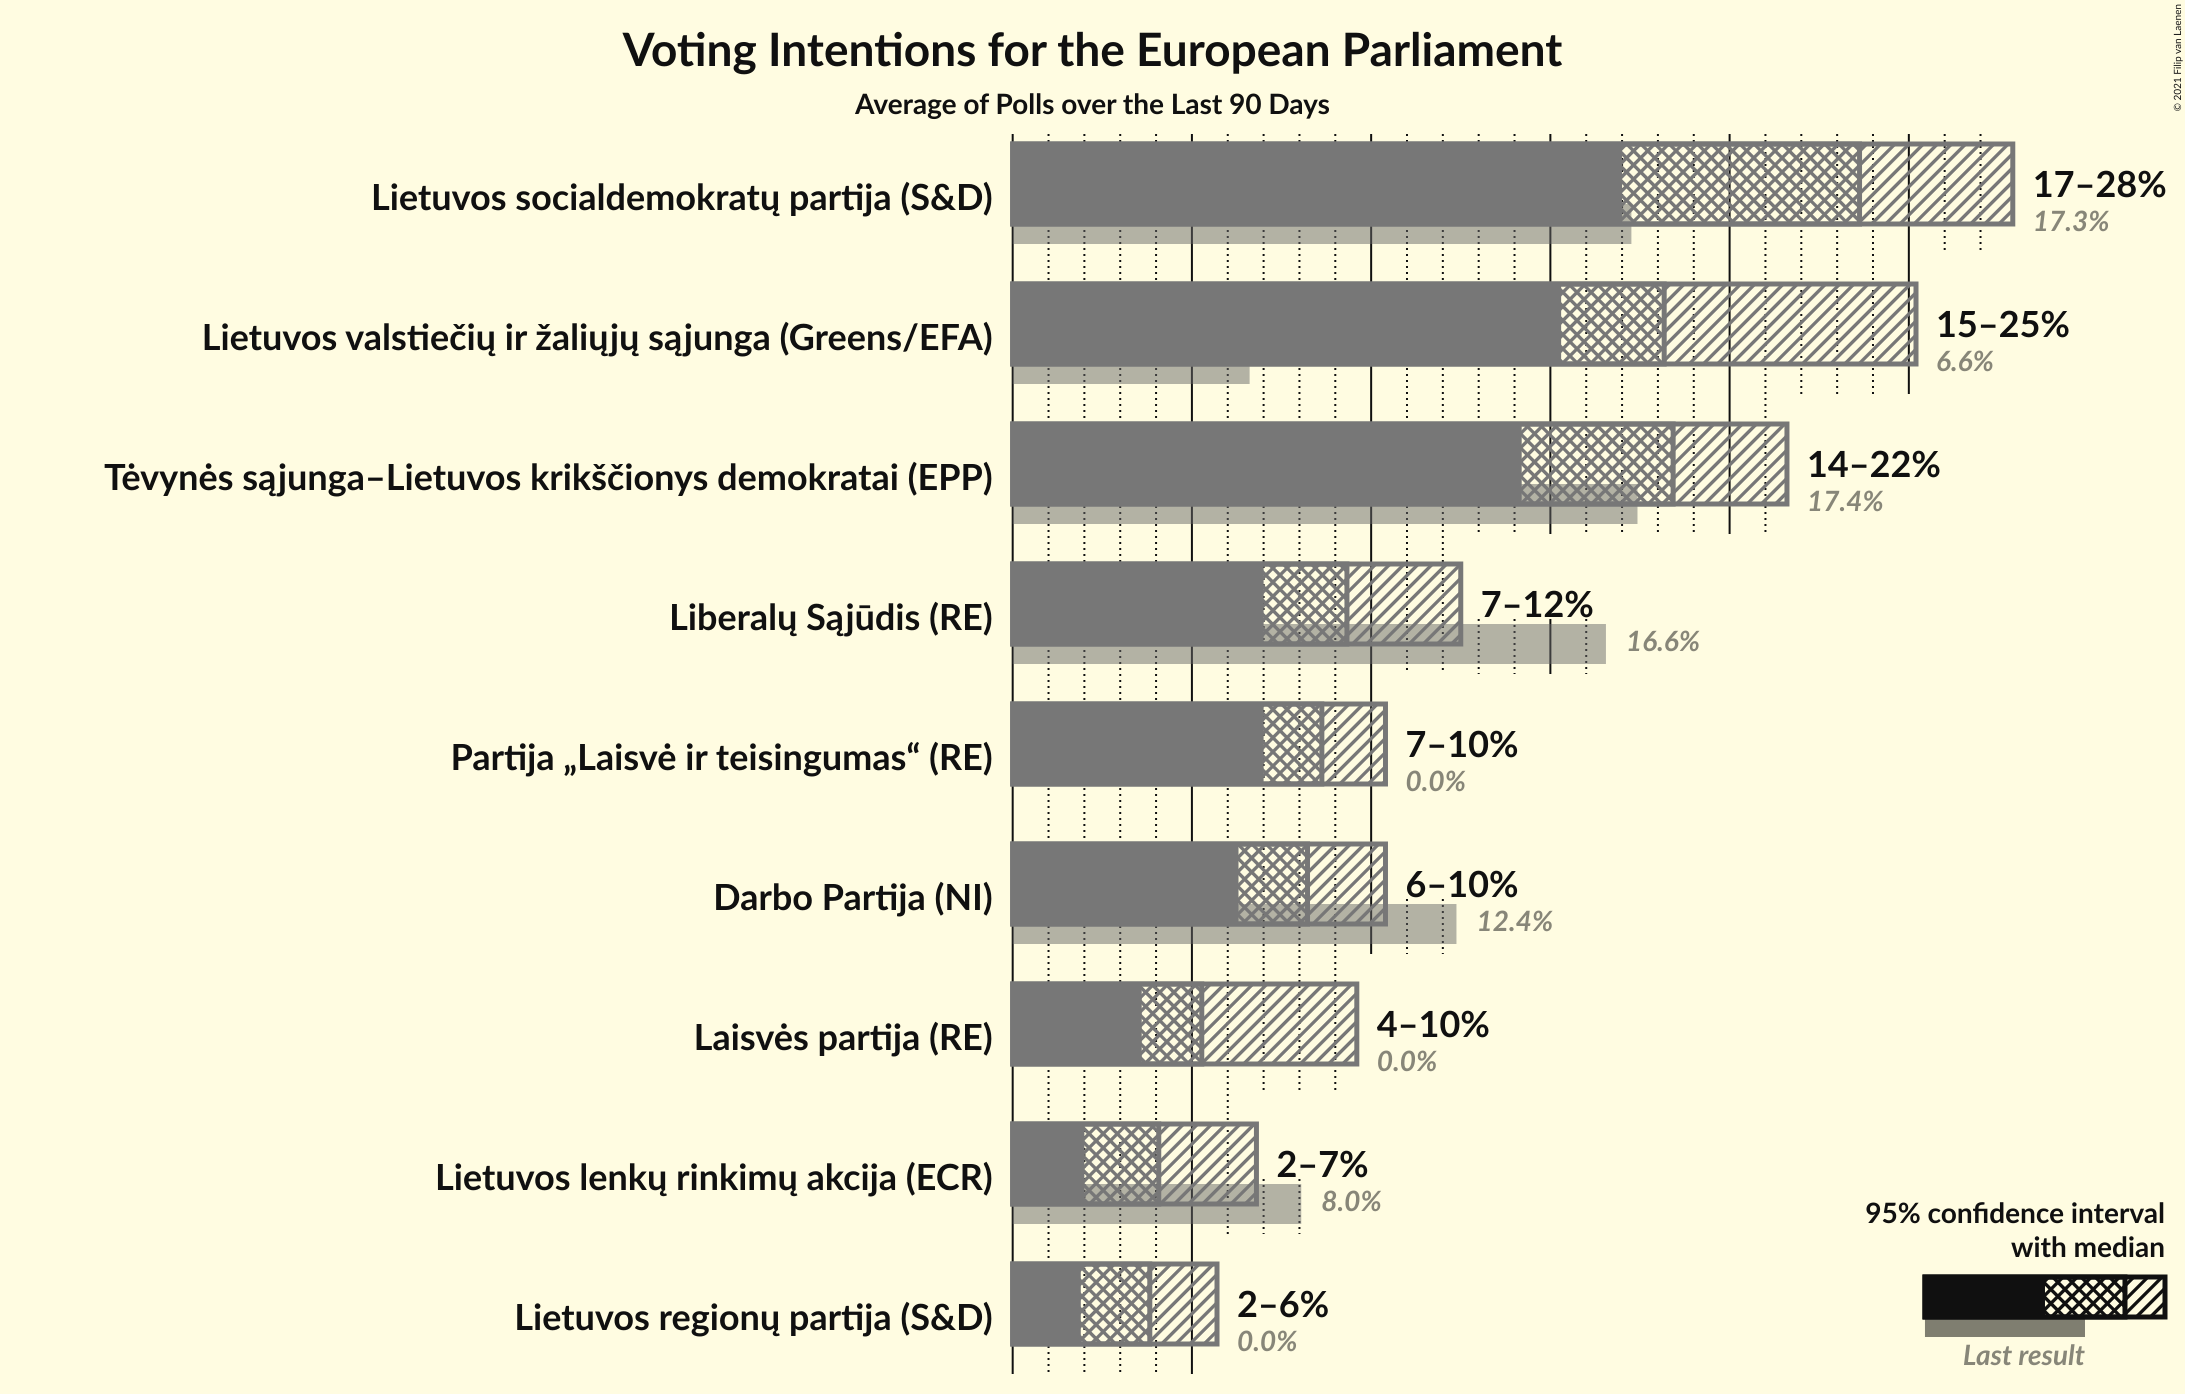 Voting Intentions for the European Parliament
Average of Polls over the Last 90 Days
© 2021 Filip van Laenen
Lietuvos socialdemokratų partija (S&D)
17–28%
17.3%
Lietuvos valstiečių ir žaliųjų sąjunga (Greens/EFA)
15–25%
6.6%
Tėvynės sąjunga–Lietuvos krikščionys demokratai (EPP)
14–22%
17.4%
Liberalų Sąjūdis (RE)
7–12%
16.6%
Partija „Laisvė ir teisingumas“ (RE)
7–10%
0.0%
Darbo Partija (NI)
6–10%
12.4%
Laisvės partija (RE)
4–10%
0.0%
Lietuvos lenkų rinkimų akcija (ECR)
2–7%
8.0%
Lietuvos regionų partija (S&D)
2–6%
0.0%
95% confidence interval
with median
Last result